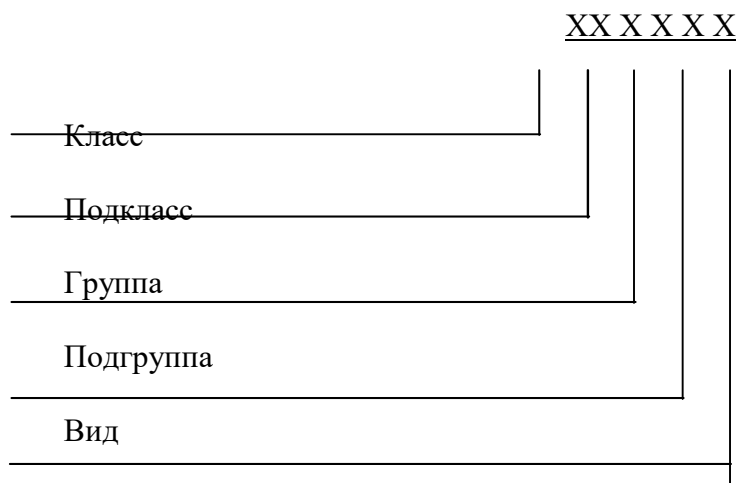 XX X X X X
Класс
Подкласс
Группа
Подгруппа
Вид